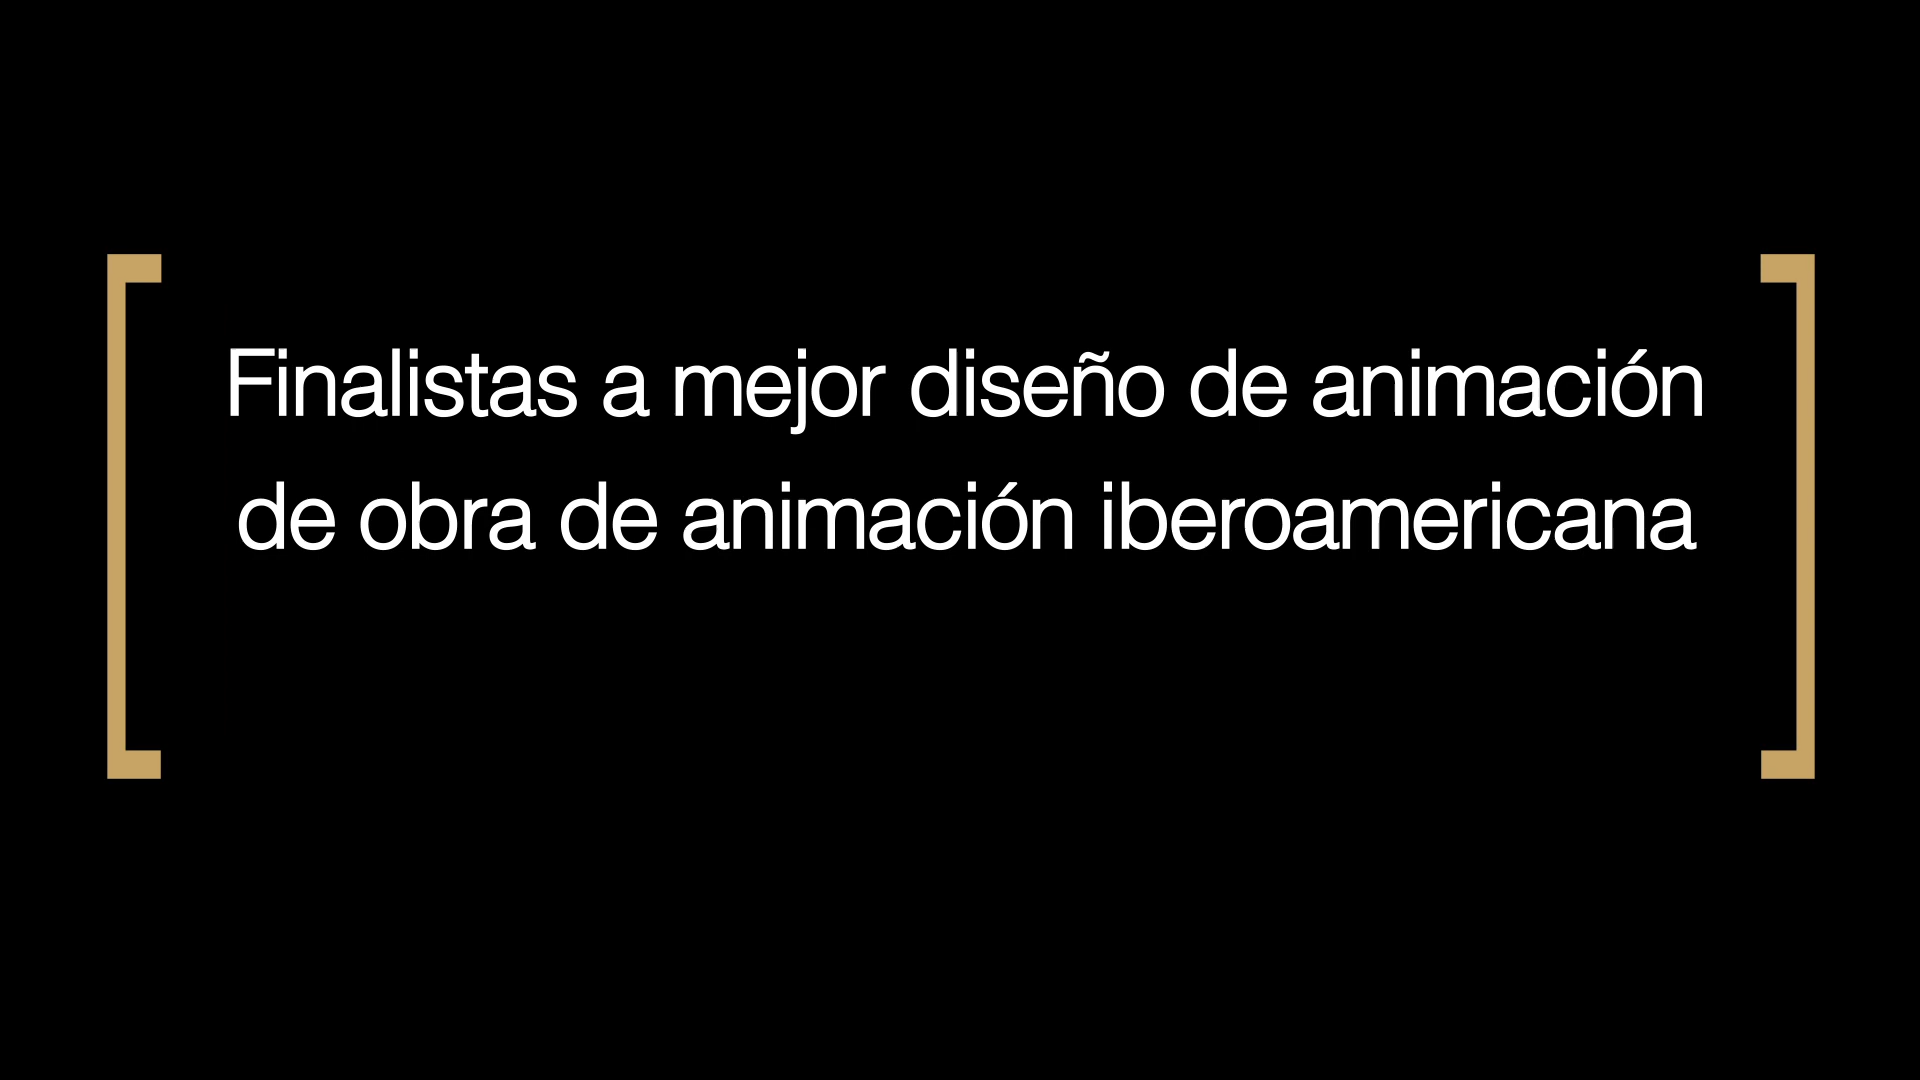 Finalistas a mejor diseño de animación
de obra de animación iberoamericana